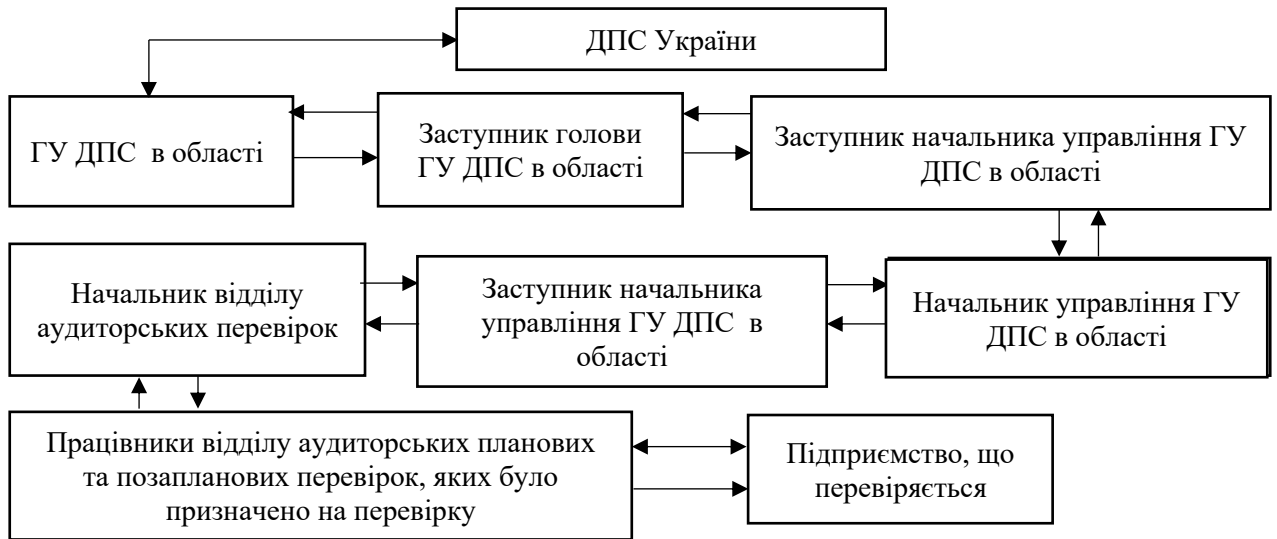 ДПС України
ГУ ДПС в області
Заступник голови
ГУ ДПС в області
Заступник начальника управління ГУ
ДПС в області
Начальник відділу
аудиторських перевірок
Заступник начальника
управління ГУ ДПС в
області
Начальник управління ГУ
ДПС в області
Працівники відділу аудиторських планових
та позапланових перевірок, яких було
призначено на перевірку
Підприємство, що
перевіряється